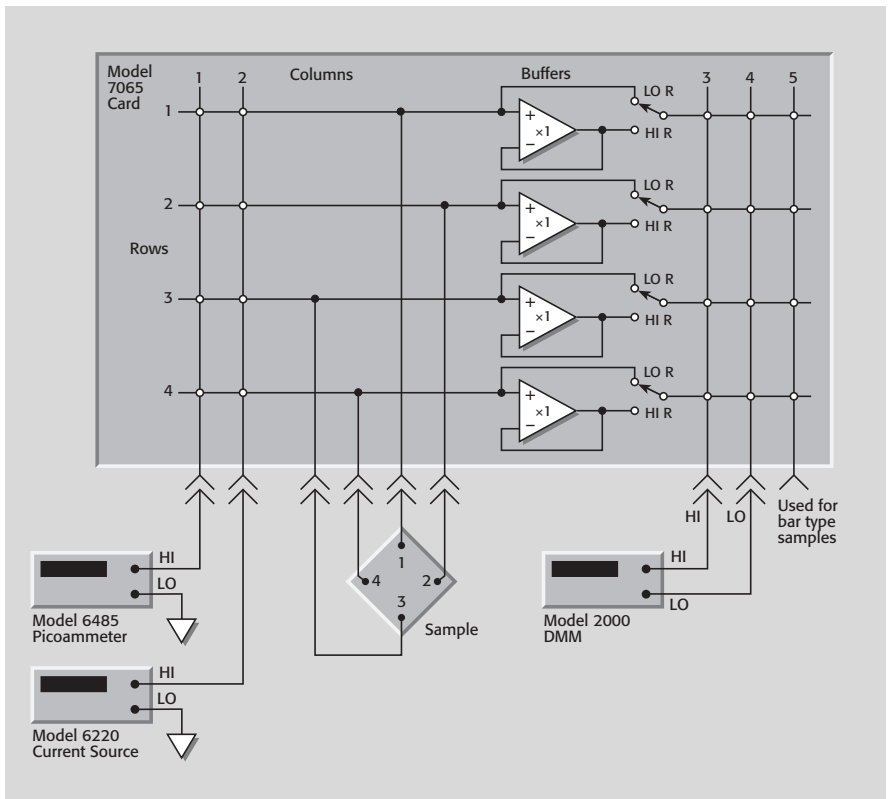 Model
7065
Card
1
2
Columns
Buffers
3
4
5
1
+
×1
−
LO R
HI R
2
+
×1
−
LO R
HI R
Rows
3
+
×1
−
LO R
HI R
4
+
×1
−
LO R
HI R
HI
LO
Used for
bar type
samples
HI
LO
Model 6485
Picoammeter
1
4
2
3
Sample
HI
LO
Model 2000
DMM
HI
LO
Model 6220
Current Source